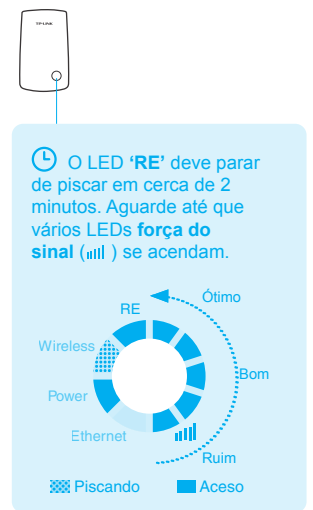 TP-LINK
O LED ‘RE’ deve parar
de piscar em cerca de 2
minutos. Aguarde até que
vários LEDs força do
sinal ( ) se acendam.
Ótimo
RE
Wireless
Bom
Power
Ethernet
Ruim
Piscando Aceso